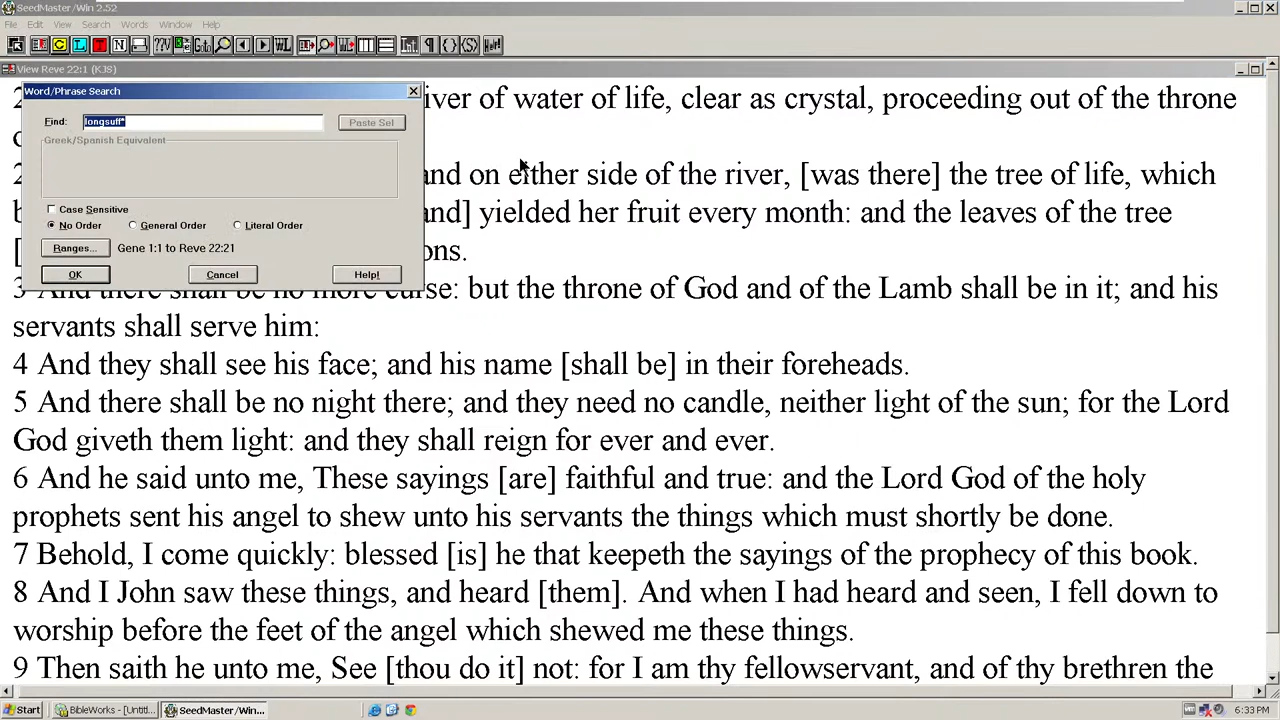 SeedMaster/Win 2.52
File Edit View Search Words Window Help
View Reve 22:1 (KJS)
Word/Phrase Search
iver of water of life, clear as crystal, proceeding out of the throne
Find: longsuff* Paste Sel
Greek/Spanish Equivalent
and on either side of the river, [was there] the tree of life, which
Case Sensitive
and] yielded her fruit every month: and the leaves of the tree
No Order General Order Literal Order
Ranges... Gene 1:1 to Reve 22:21
ons.
OK Cancel Help!
3 And there shall be no more curse: but the throne of God and of the Lamb shall be in it; and his
servants shall serve him:
4 And they shall see his face; and his name [shall be] in their foreheads.
5 And there shall be no night there; and they need no candle, neither light of the sun; for the Lord
God giveth them light: and they shall reign for ever and ever.
6 And he said unto me, These sayings [are] faithful and true: and the Lord God of the holy
prophets sent his angel to shew unto his servants the things which must shortly be done.
7 Behold, I come quickly: blessed [is] he that keepeth the sayings of the prophecy of this book.
8 And I John saw these things, and heard [them]. And when I had heard and seen, I fell down to
worship before the feet of the angel which shewed me these things.
9 Then saith he unto me, See [thou do it] not: for I am thy fellowservant, and of thy brethren the
Start BibleWorks - [Untitl... SeedMaster/Win... 6:33 PM